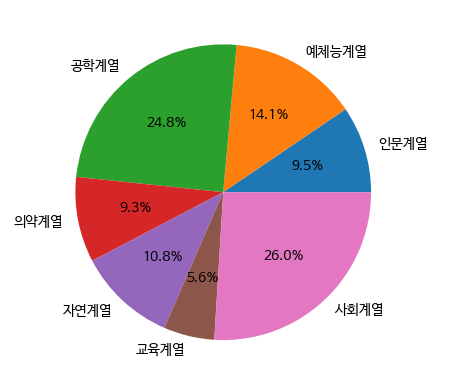 예체능계열
공학계열
14.1%
24.8%
인문계열
9.5%
9.3%
의약계열
10.8%
26.0%
5.6%
자연계열
사회계열
교육계열